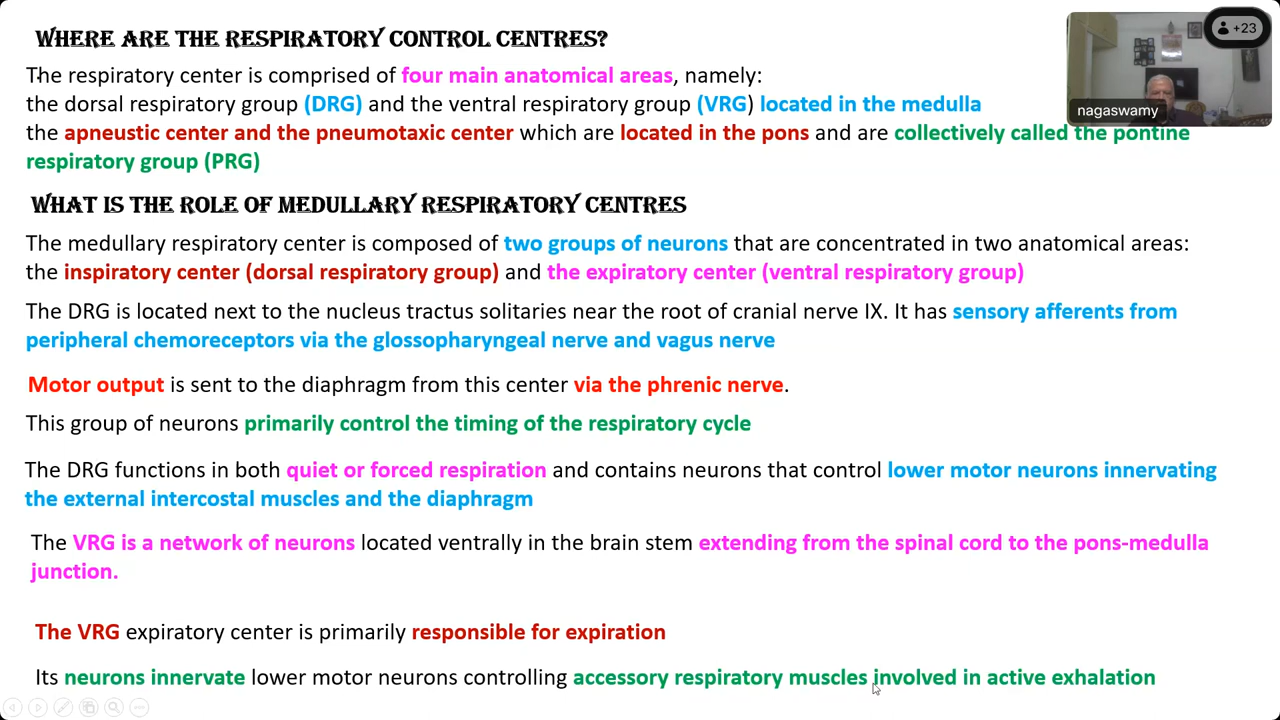 WHERE ARE THE RESPIRATORY CONTROL CENTRES?
+23
The respiratory center is comprised of four main anatomical areas, namely:
the dorsal respiratory group (DRG) and the ventral respiratory group (VRG) located in the medulla
nagaswamy
the apneustic center and the pneumotaxic center which are located in the pons and are collectively called the pontine
respiratory group (PRG)
WHAT IS THE ROLE OF MEDULLARY RESPIRATORY CENTRES
The medullary respiratory center is composed of two groups of neurons that are concentrated in two anatomical areas:
the inspiratory center (dorsal respiratory group) and the expiratory center (ventral respiratory group)
The DRG is located next to the nucleus tractus solitaries near the root of cranial nerve IX. It has sensory afferents from
peripheral chemoreceptors via the glossopharyngeal nerve and vagus nerve
Motor output is sent to the diaphragm from this center via the phrenic nerve.
This group of neurons primarily control the timing of the respiratory cycle
The DRG functions in both quiet or forced respiration and contains neurons that control lower motor neurons innervating
the external intercostal muscles and the diaphragm
The VRG is a network of neurons located ventrally in the brain stem extending from the spinal cord to the pons-medulla
junction.
The VRG expiratory center is primarily responsible for expiration
Its neurons innervate lower motor neurons controlling accessory respiratory muscles involved in active exhalation